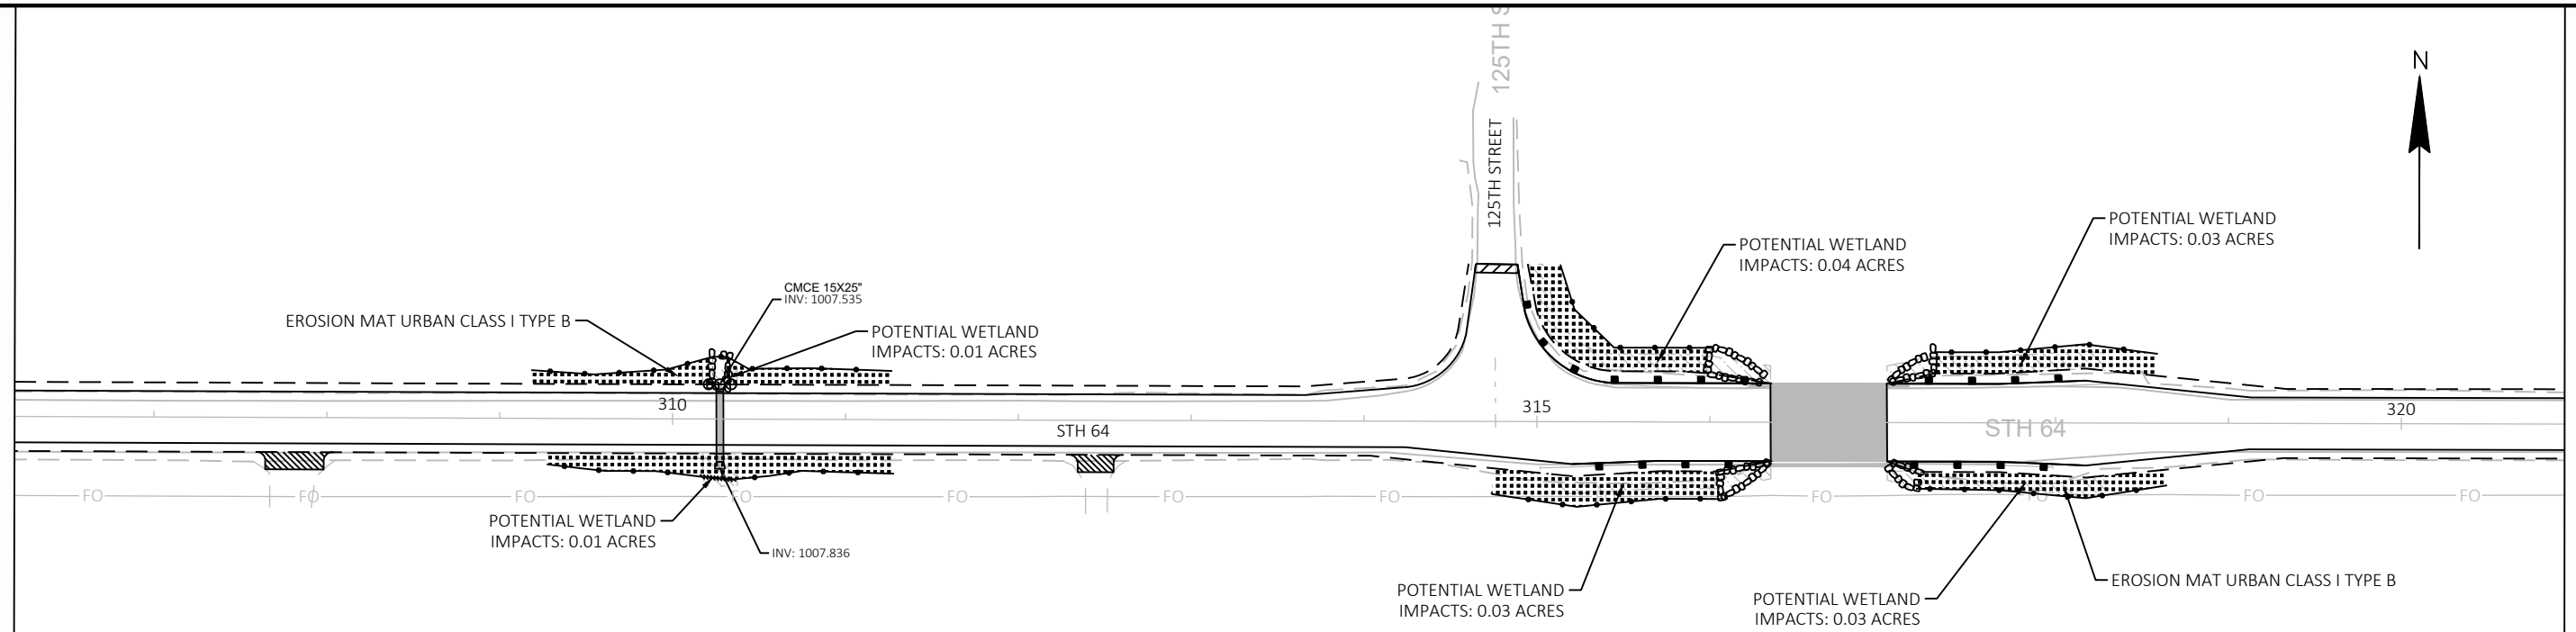 125TH S
N
125TH STREET
POTENTIAL WETLAND
IMPACTS: 0.03 ACRES
POTENTIAL WETLAND
IMPACTS: 0.04 ACRES
CMCE 15X25"
INV: 1007.535
EROSION MAT URBAN CLASS I TYPE B
POTENTIAL WETLAND
IMPACTS: 0.01 ACRES
310
315
320
STH 64
STH 64
FO
FO
FO
FO
FO
FO
FO
FO
FO
FO
FO
POTENTIAL WETLAND
IMPACTS: 0.01 ACRES
INV: 1007.836
POTENTIAL WETLAND
IMPACTS: 0.03 ACRES
POTENTIAL WETLAND
IMPACTS: 0.03 ACRES
EROSION MAT URBAN CLASS I TYPE B